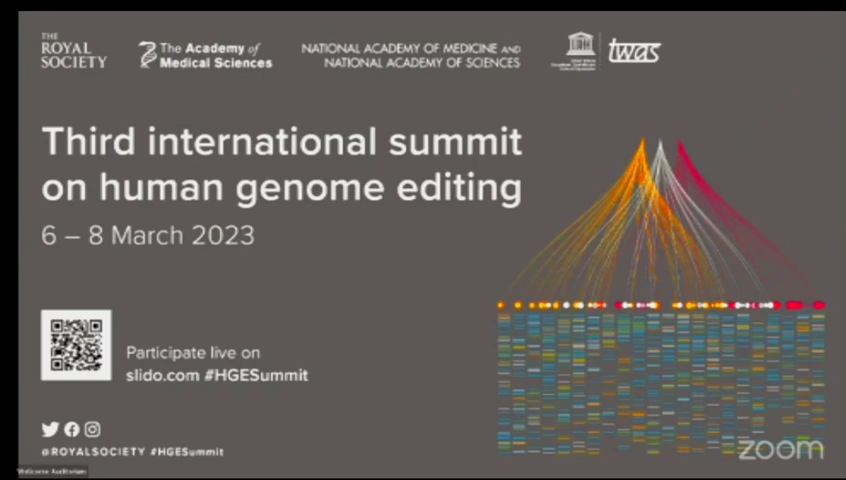 THE
ROYAL
SOCIETY
The Academy of
Medical Sciences
NATIONAL ACADEMY OF MEDICINE AND
NATIONAL ACADEMY OF SCIENCES
twas
Third international summit
on human genome editing
6 – 8 March 2023
Participate live on
slido.com #HGESummit
@ROYALSOCIETY #HGESummit
zoom
Wellcome Auditorium